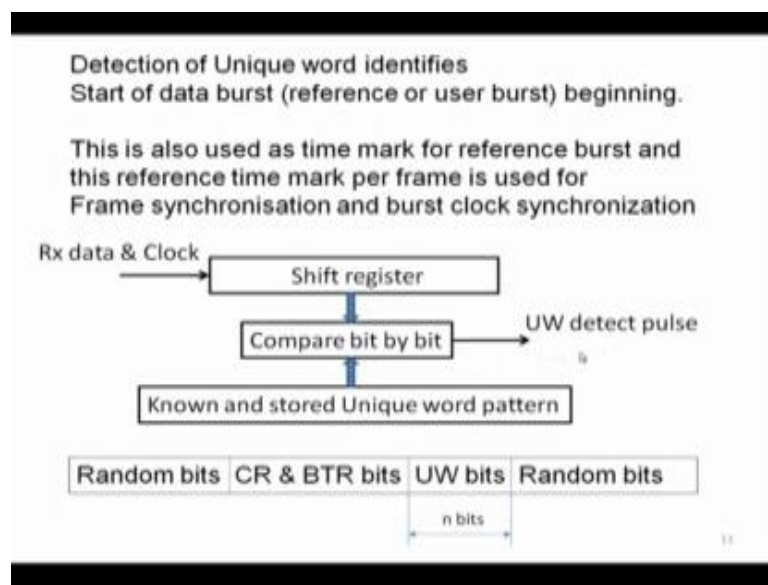 Detection of Unique word identifies
Start of data burst (reference or user burst) beginning.
This is also used as time mark for reference burst and
this reference time mark per frame is used for
Frame synchronisation and burst clock synchronization
Rx data & Clock
Shift register
Compare bit by bit
UW detect pulse
Known and stored Unique word pattern
Random bits CR & BTR bits UW bits Random bits
n bits
11